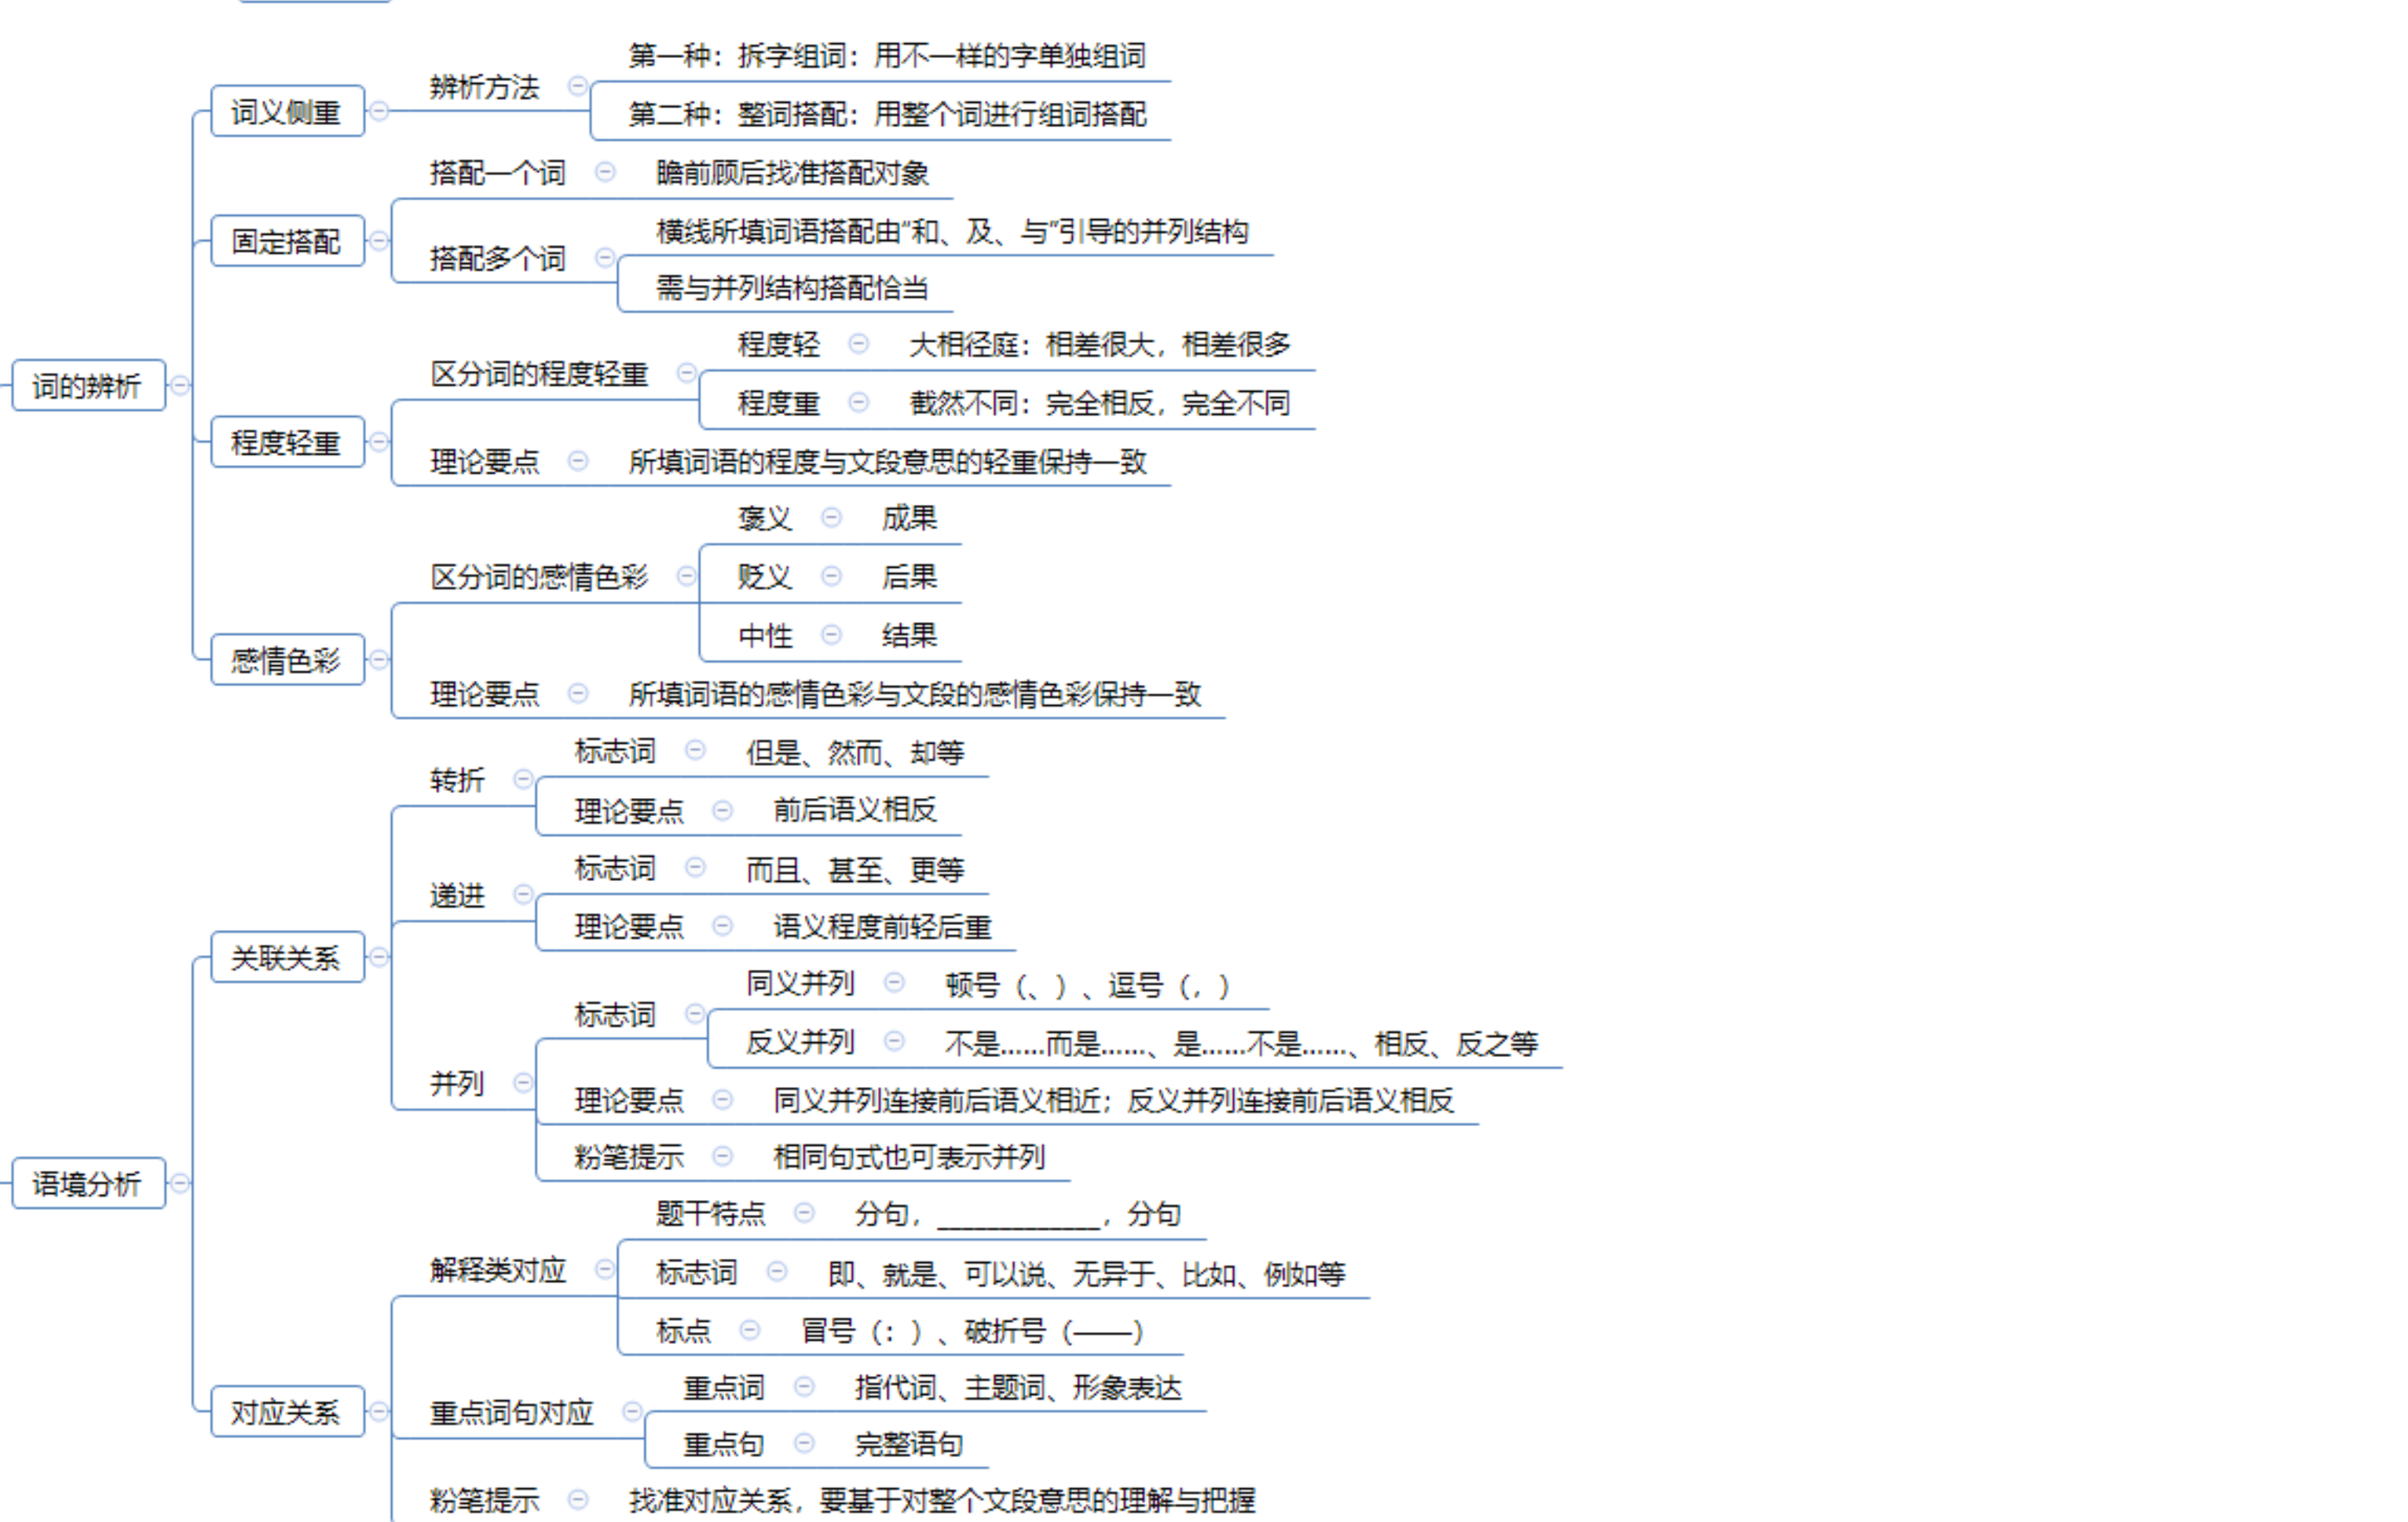 词的辨析
词义侧重
辨析方法
第一种：拆字组词：用不一样的字单独组词
第二种：整词搭配：用整个词进行组词搭配
固定搭配
搭配一个词
瞻前顾后找准搭配对象
搭配多个词
横线所填词语搭配由“和、及、与”引导的并列结构
需与并列结构搭配恰当
程度轻重
区分词的程度轻重
程度轻
大相径庭：相差很大，相差很多
程度重
截然不同：完全相反，完全不同
理论要点
所填词语的程度与文段意思的轻重保持一致
感情色彩
区分词的感情色彩
褒义
成果
贬义
后果
中性
结果
理论要点
所填词语的感情色彩与文段的感情色彩保持一致
语境分析
关联关系
转折
标志词
但是、然而、却等
理论要点
前后语义相反
递进
标志词
而且、甚至、更等
理论要点
语义程度前轻后重
并列
标志词
同义并列
顿号（、）、逗号（，）
反义并列
不是……而是……、是……不是……、相反、反之等
理论要点
同义并列连接前后语义相近；反义并列连接前后语义相反
粉笔提示
相同句式也可表示并列
对应关系
解释类对应
题干特点
分句，____________，分句
标志词
即、就是、可以说、无异于、比如、例如等
标点
冒号（：）、破折号（——）
重点词句对应
重点词
指代词、主题词、形象表达
重点句
完整语句
粉笔提示
找准对应关系，要基于对整个文段意思的理解与把握